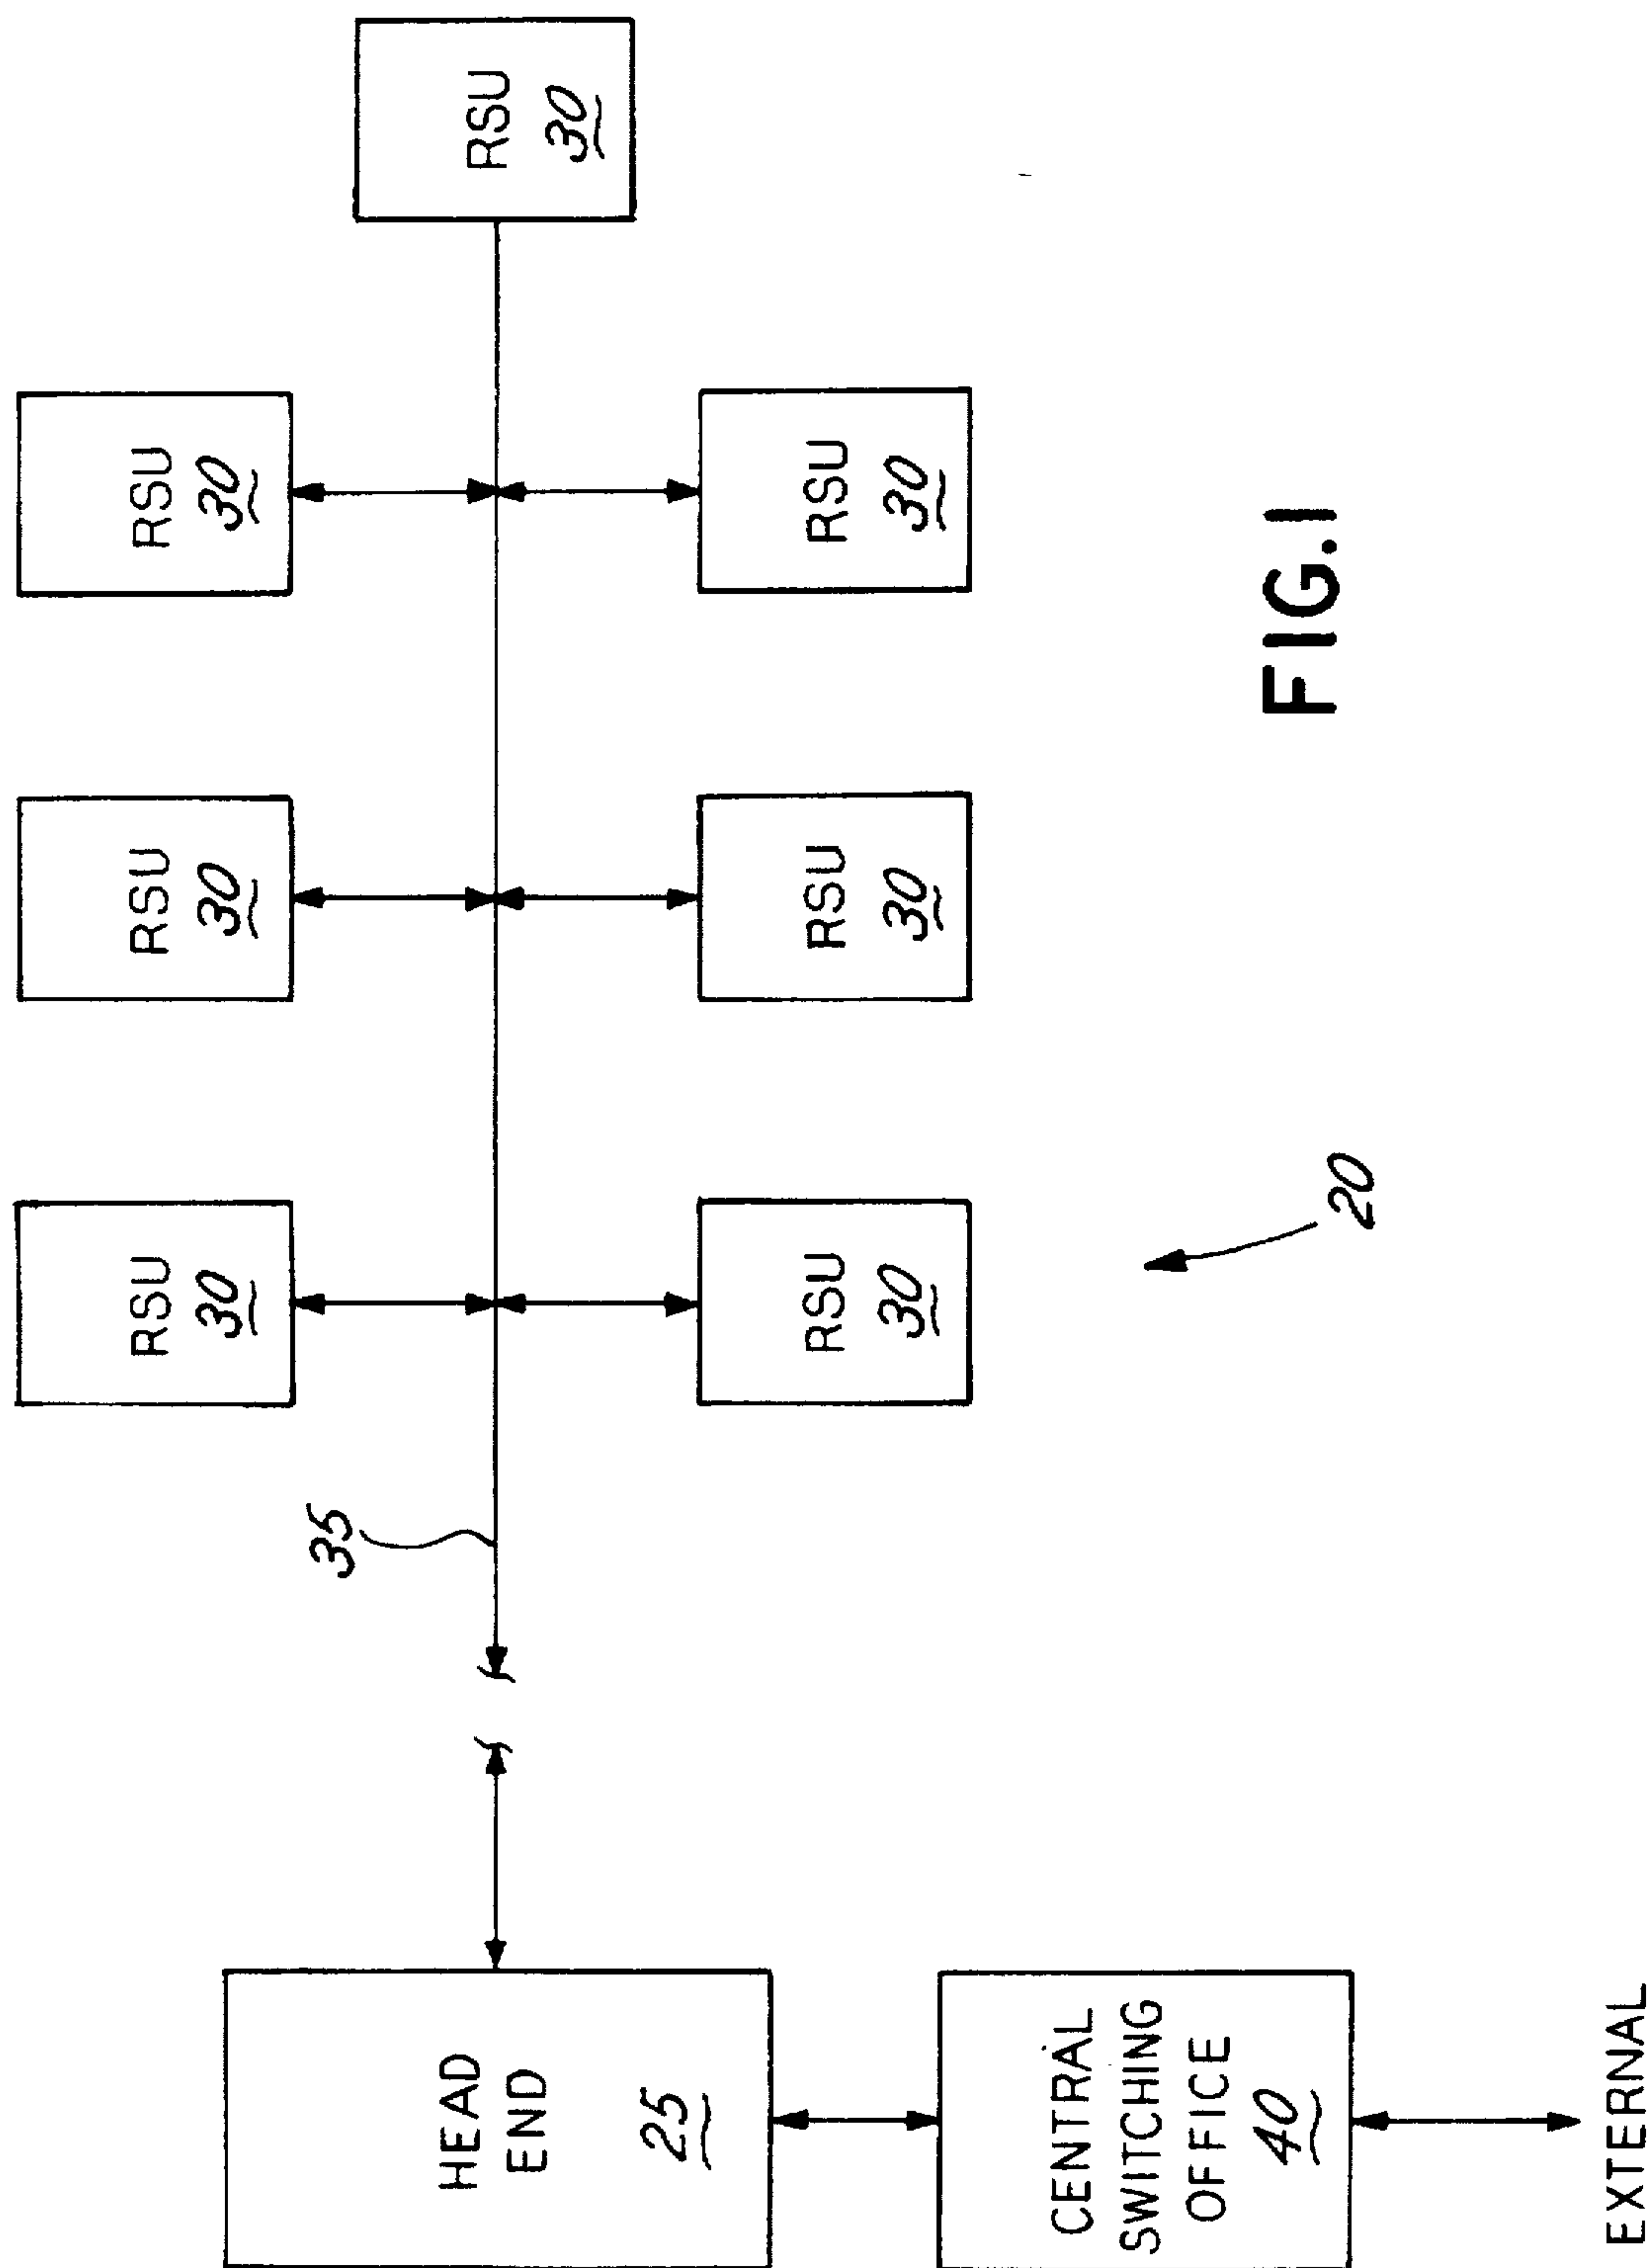 RSU
30
RSU
30
RSU
30
35
HEAD
END
25
RSU
30
RSU
30
RSU
30
RSU
30
CENTRAL
SWITCHING
OFFICE
40
20
FIG.1
EXTERNAL